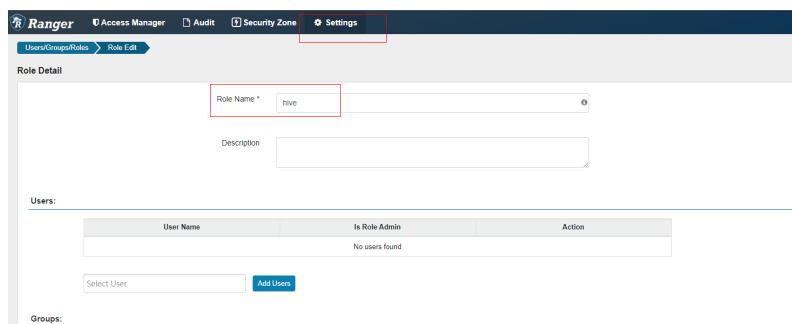 Ranger Access Manager Audit Security Zone Settings
Users/Groups/Roles Role Edit
Role Detail
Role Name * hive
Description
Users:
User Name Is Role Admin Action
No users found
Select User Add Users
Groups: